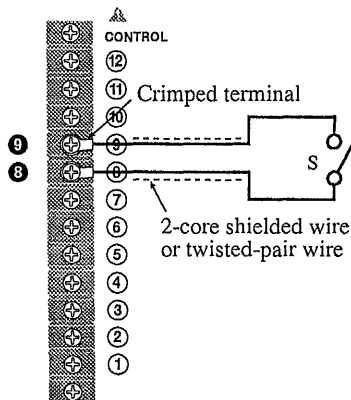 CONTROL
⑫
⑪
Crimped terminal
⑩
❾ ⑨
S
❽ ⑧
⑦
2-core shielded wire
or twisted-pair wire
⑥
⑤
④
③
②
①